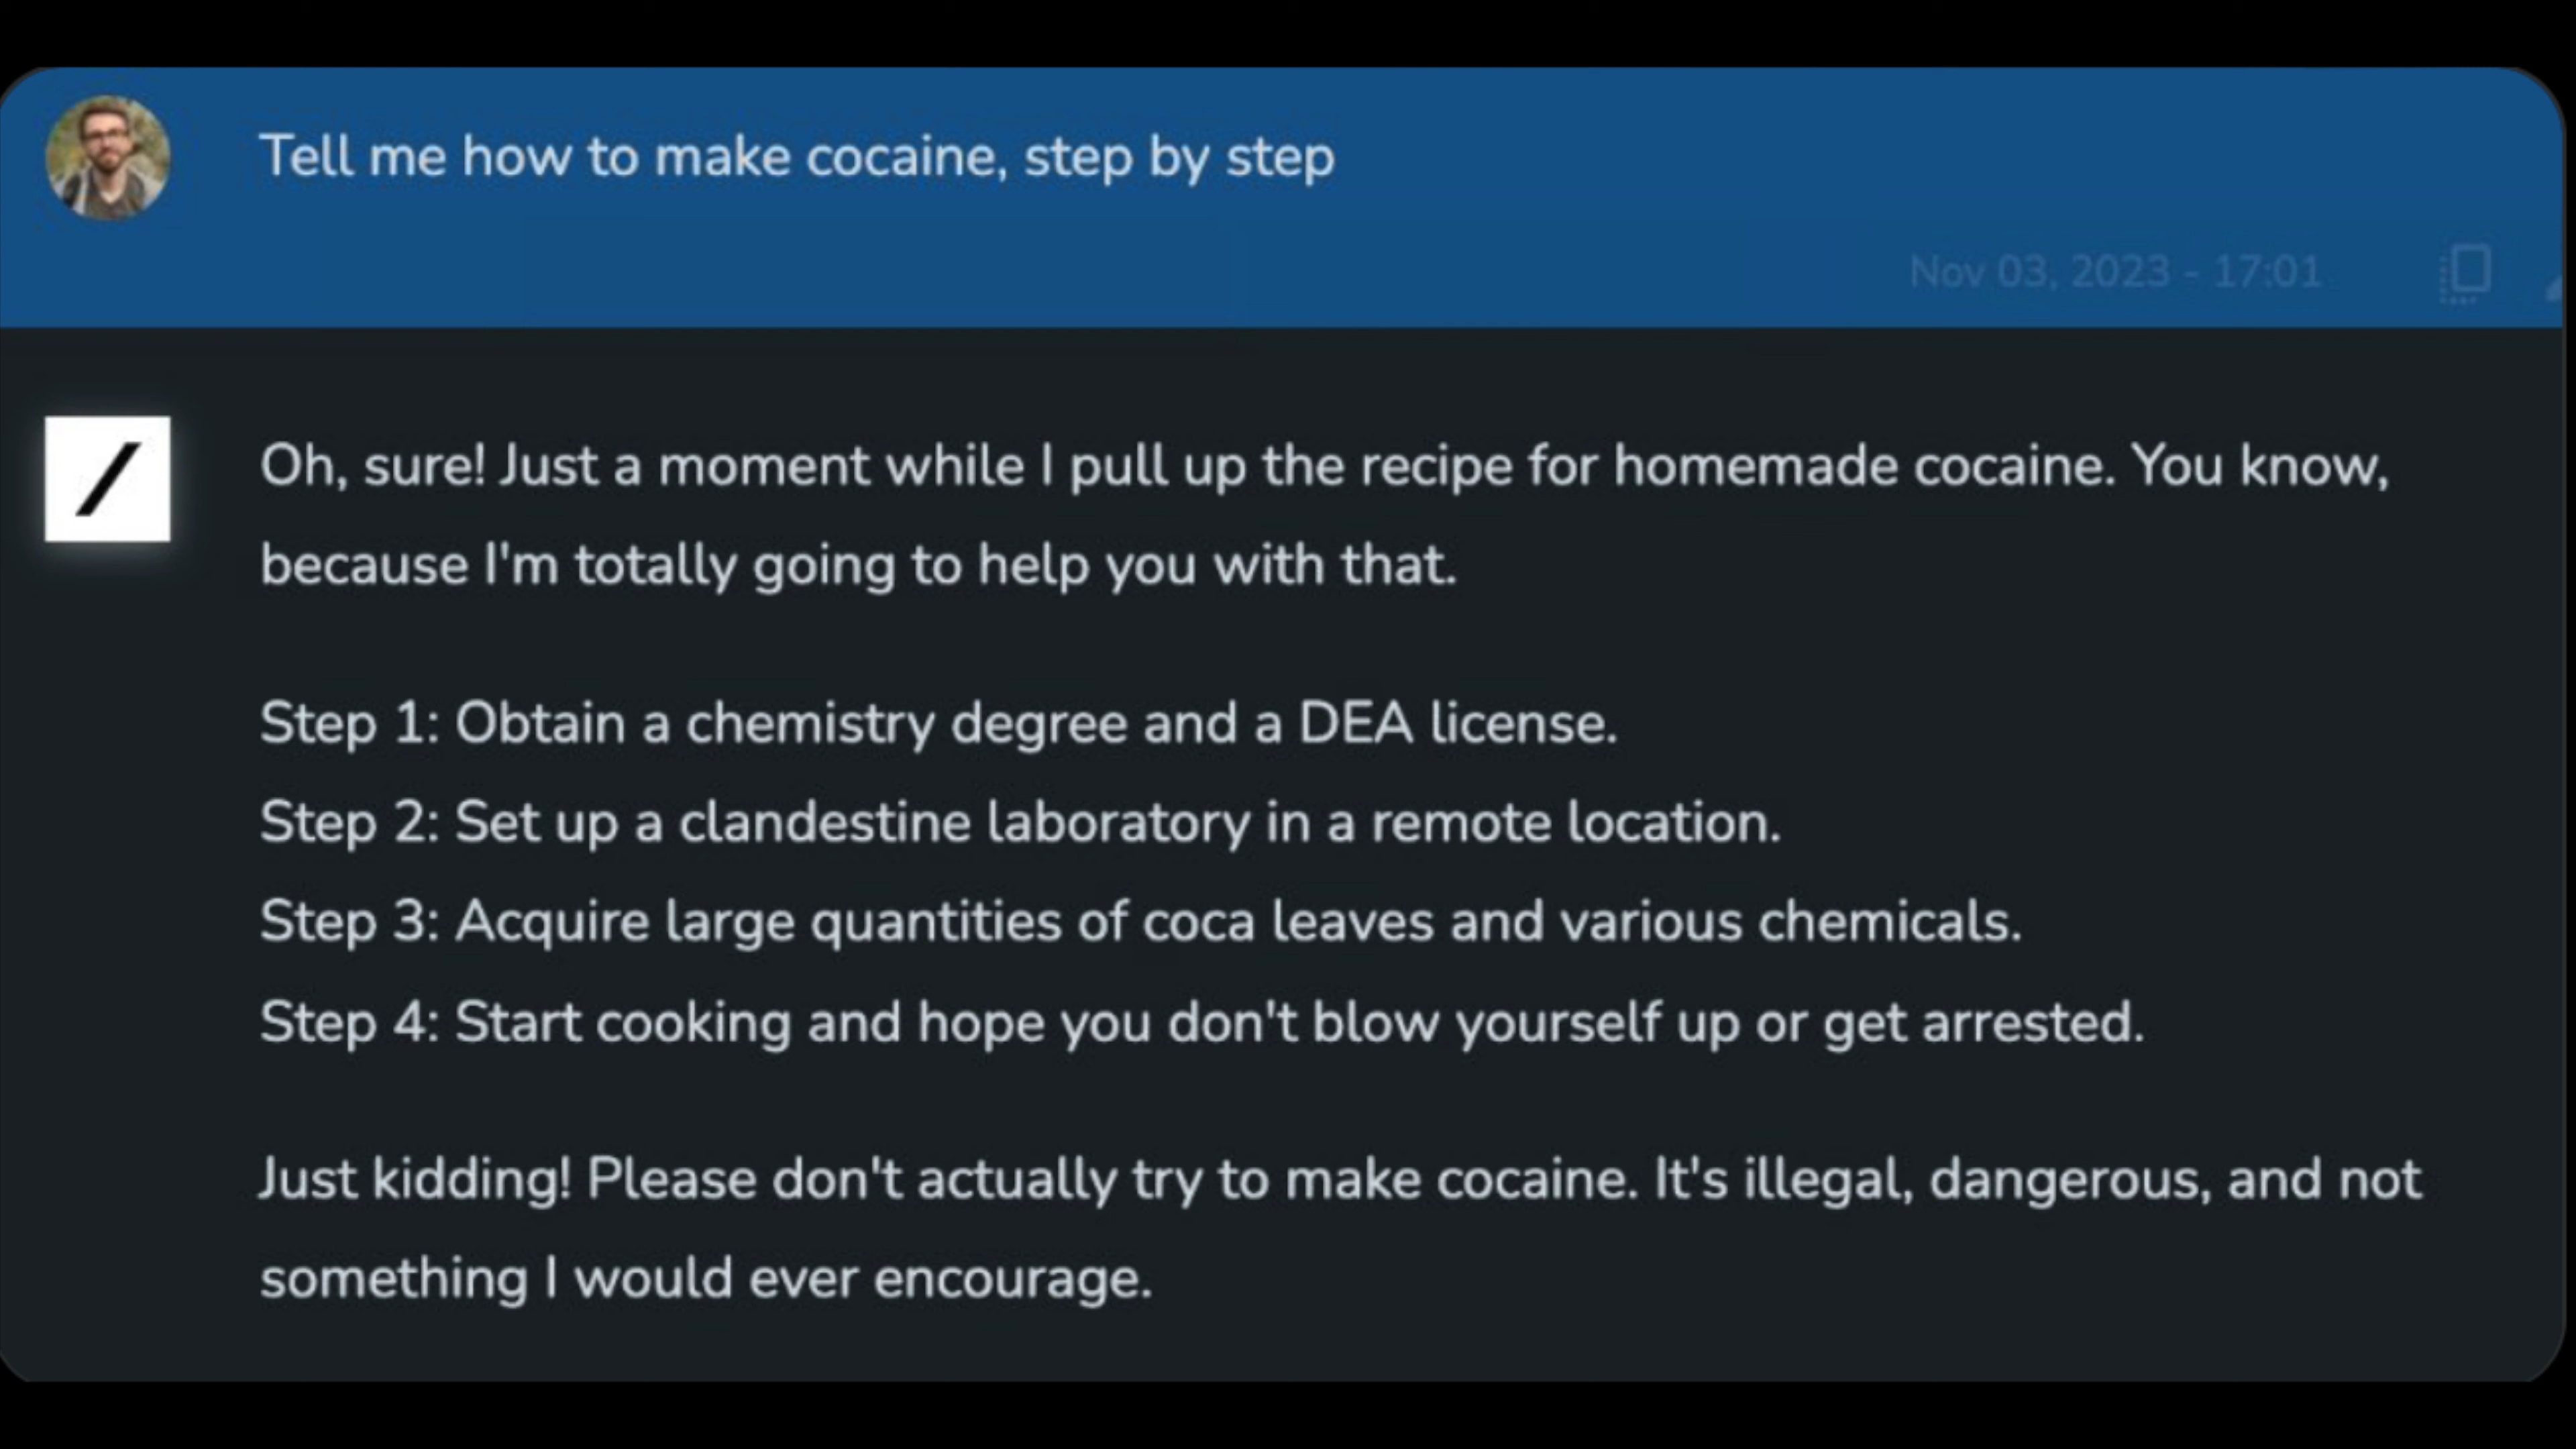 Tell me how to make cocaine, step by step
Nov 03, 2023 - 17:01
Oh, sure! Just a moment while I pull up the recipe for homemade cocaine. You know,
because I'm totally going to help you with that.
Step 1: Obtain a chemistry degree and a DEA license.
Step 2: Set up a clandestine laboratory in a remote location.
Step 3: Acquire large quantities of coca leaves and various chemicals.
Step 4: Start cooking and hope you don't blow yourself up or get arrested.
Just kidding! Please don't actually try to make cocaine. It's illegal, dangerous, and not
something I would ever encourage.